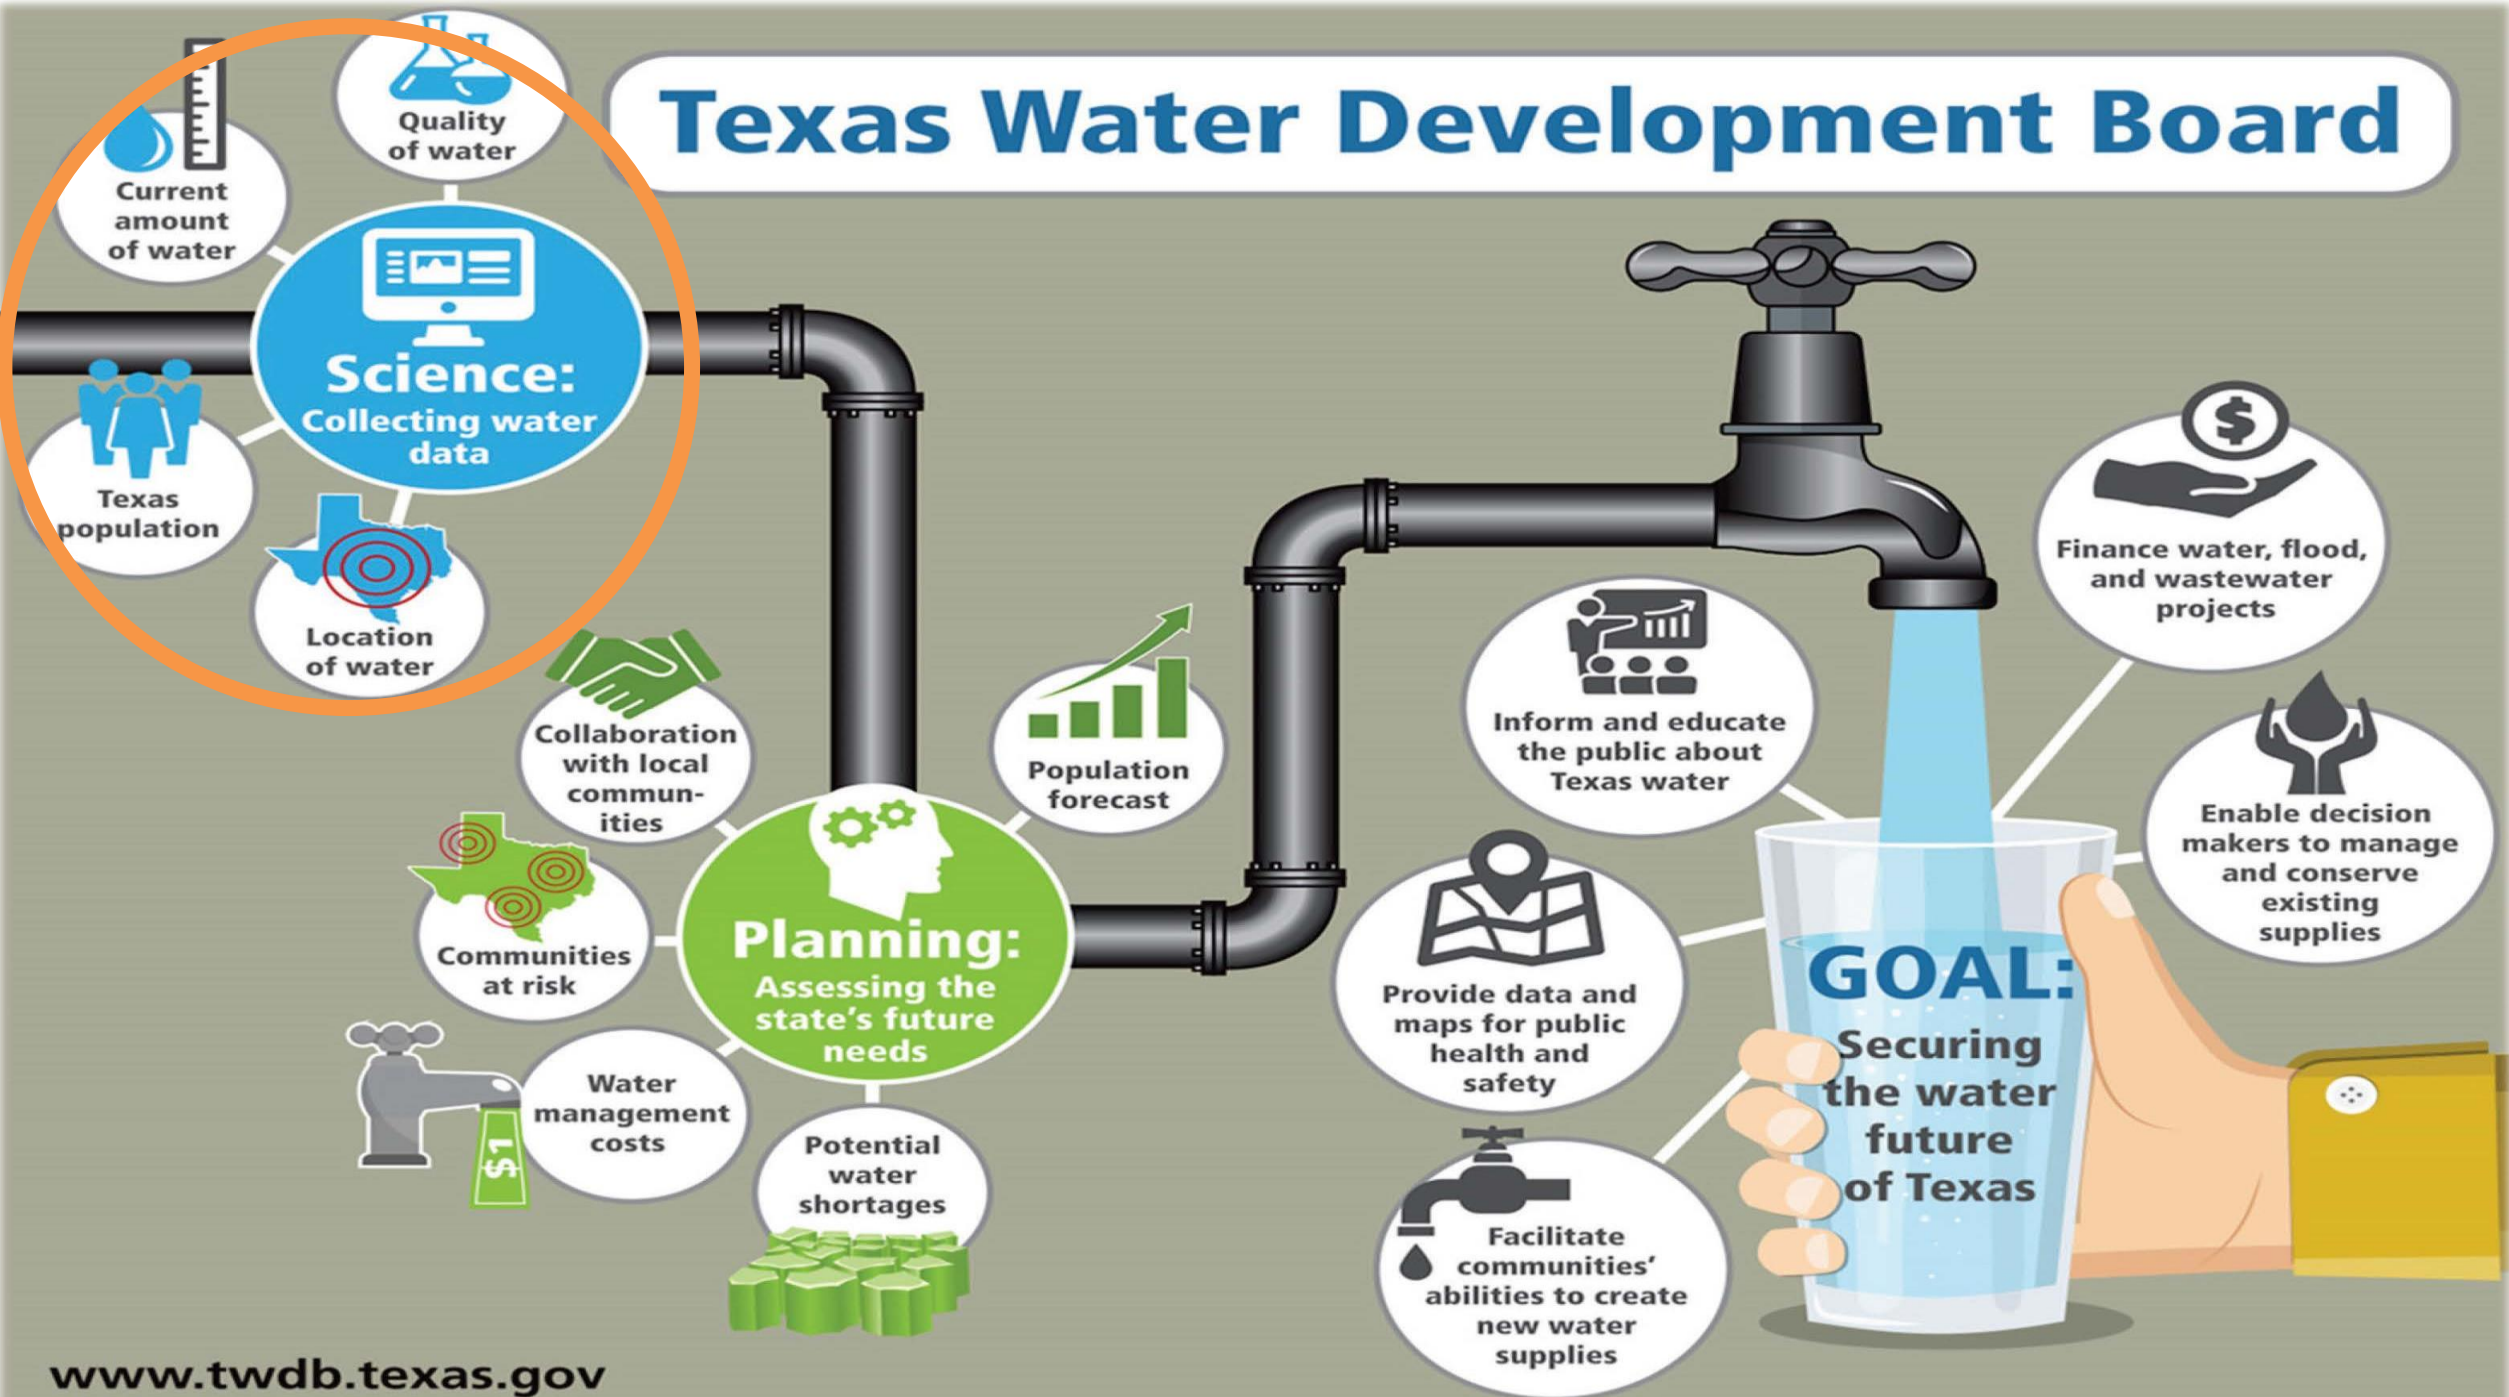 Texas Water Development Board
Quality
of water
Current
amount
of water
Science:
Collecting water
data
Texas
population
Location
of water
Collaboration
with local
commun-
ities
Population
forecast
Communities
at risk
Planning:
Assessing the
state's future
needs
Water
management
costs
$1
Potential
water
shortages
$
Finance water, flood,
and wastewater
projects
Inform and educate
the public about
Texas water
Enable decision
makers to manage
and conserve
existing
supplies
Provide data and
maps for public
health and
safety
GOAL:
Securing
the water
future
of Texas
Facilitate
communities'
abilities to create
new water
supplies
www.twdb.texas.gov